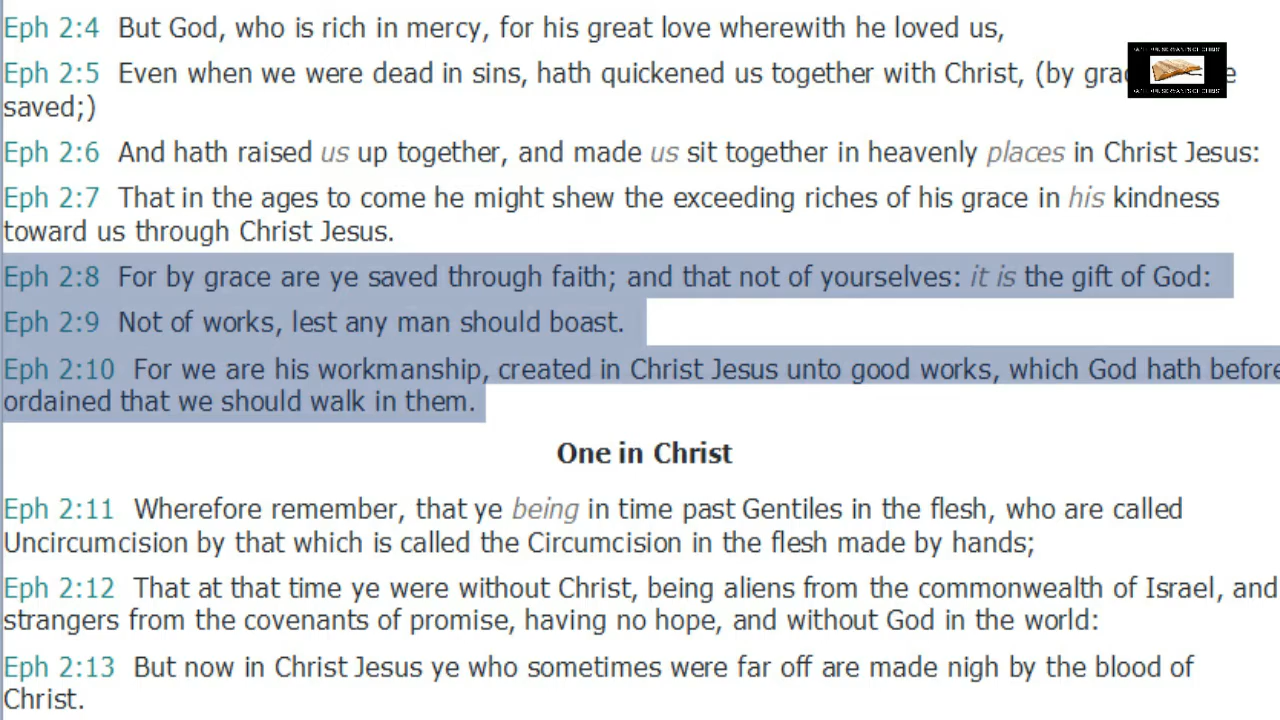 Eph 2:4 But God, who is rich in mercy, for his great love wherewith he loved us,
Eph 2:5 Even when we were dead in sins, hath quickened us together with Christ, (by
saved;)
Eph 2:6 And hath raised us up together, and made us sit together in heavenly places in Christ Jesus:
Eph 2:7 That in the ages to come he might shew the exceeding riches of his grace in his kindness
toward us through Christ Jesus.
Eph 2:8 For by grace are ye saved through faith; and that not of yourselves: it is the gift of God:
Eph 2:9 Not of works, lest any man should boast.
Eph 2:10 For we are his workmanship, created in Christ Jesus unto good works, which God hath before
ordained that we should walk in them.
One in Christ
Eph 2:11 Wherefore remember, that ye being in time past Gentiles in the flesh, who are called
Uncircumcision by that which is called the Circumcision in the flesh made by hands;
Eph 2:12 That at that time ye were without Christ, being aliens from the commonwealth of Israel, and
strangers from the covenants of promise, having no hope, and without God in the world:
Eph 2:13 But now in Christ Jesus ye who sometimes were far off are made nigh by the blood of
Christ.